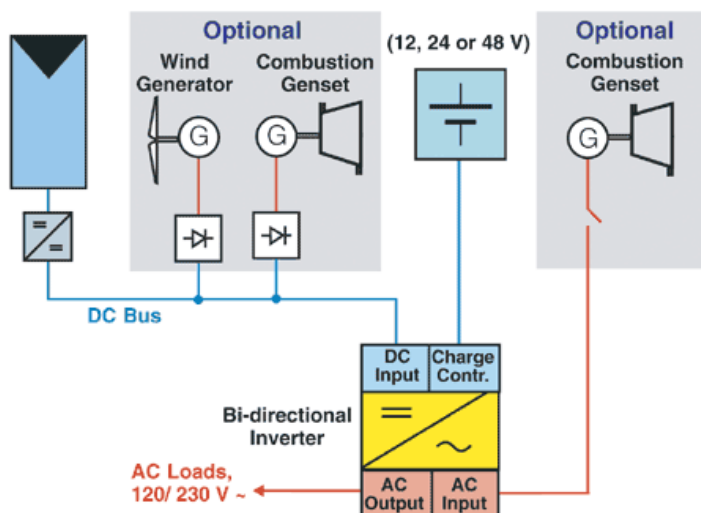 Optional
Wind
Generator
Combustion
Genset
G
G
(12, 24 or 48 V)
Optional
Combustion
Genset
G
DC Bus
DC
Input
Charge
Contr.
Bi-directional
Inverter
AC Loads,
120/ 230 V ~
AC
Output
AC
Input